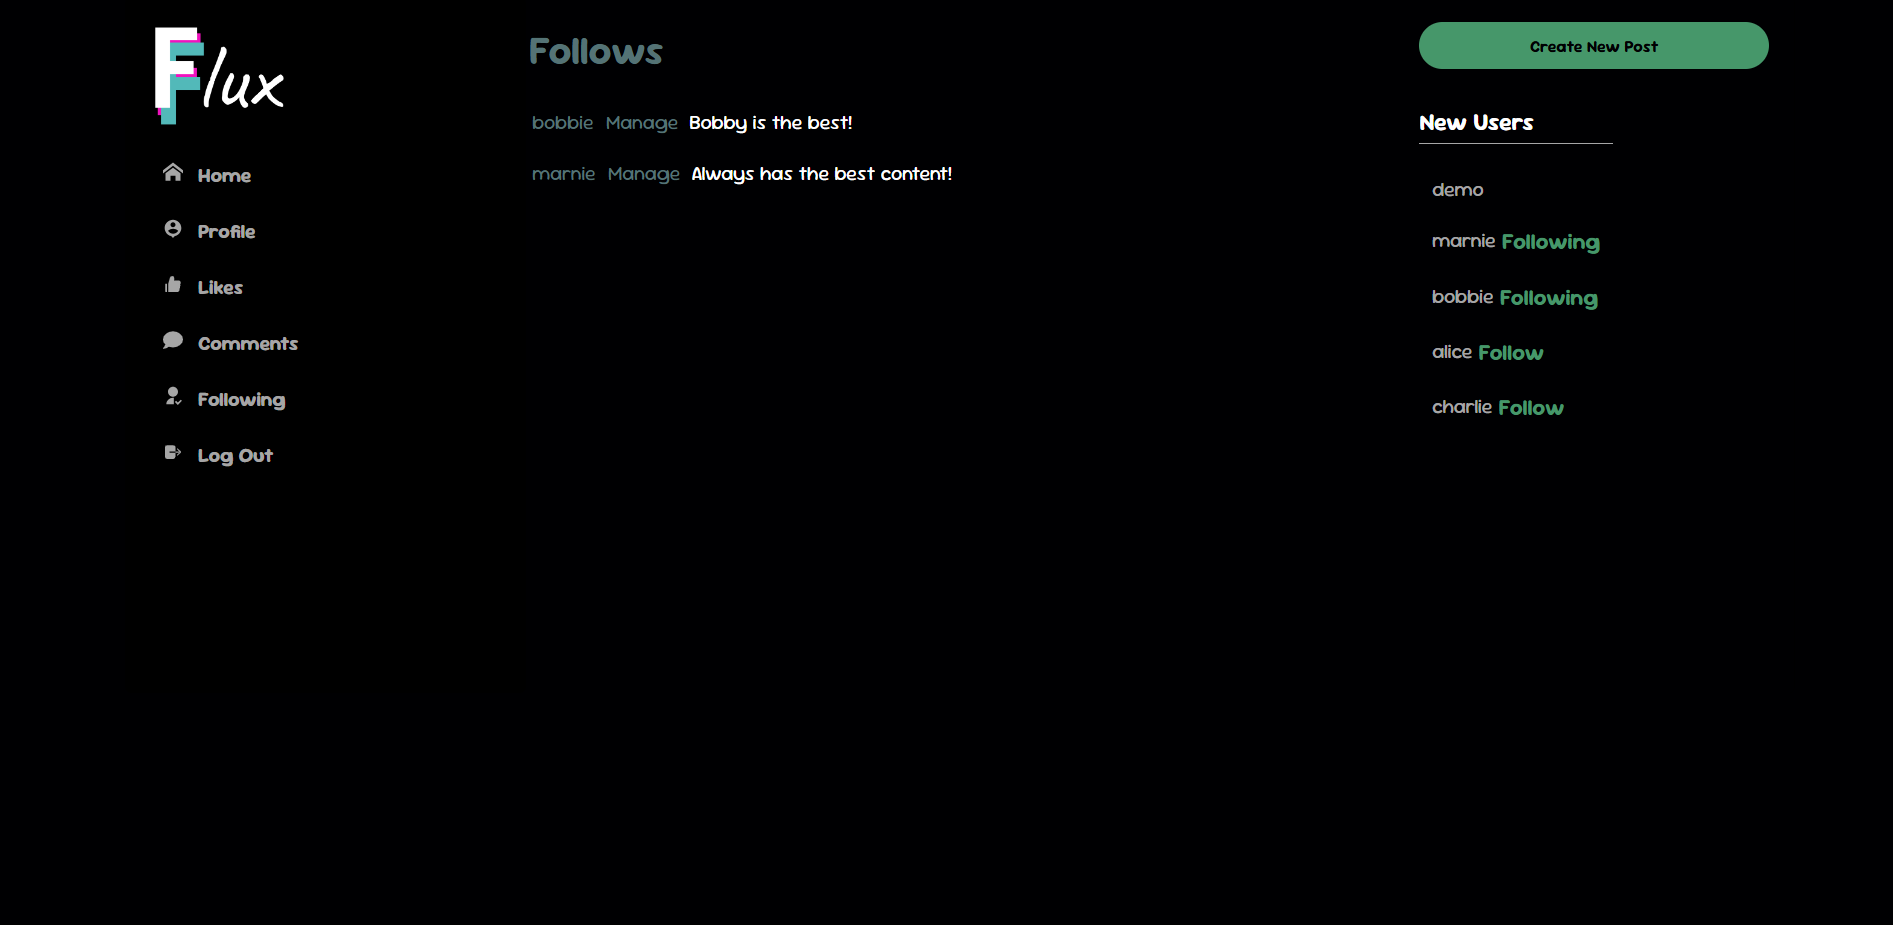 Flux
Home
Profile
Likes
Comments
Following
Log Out
Follows
bobbie Manage Bobby is the best!
marnie Manage Always has the best content!
Create New Post
New Users
demo
marnie Following
bobbie Following
alice Follow
charlie Follow